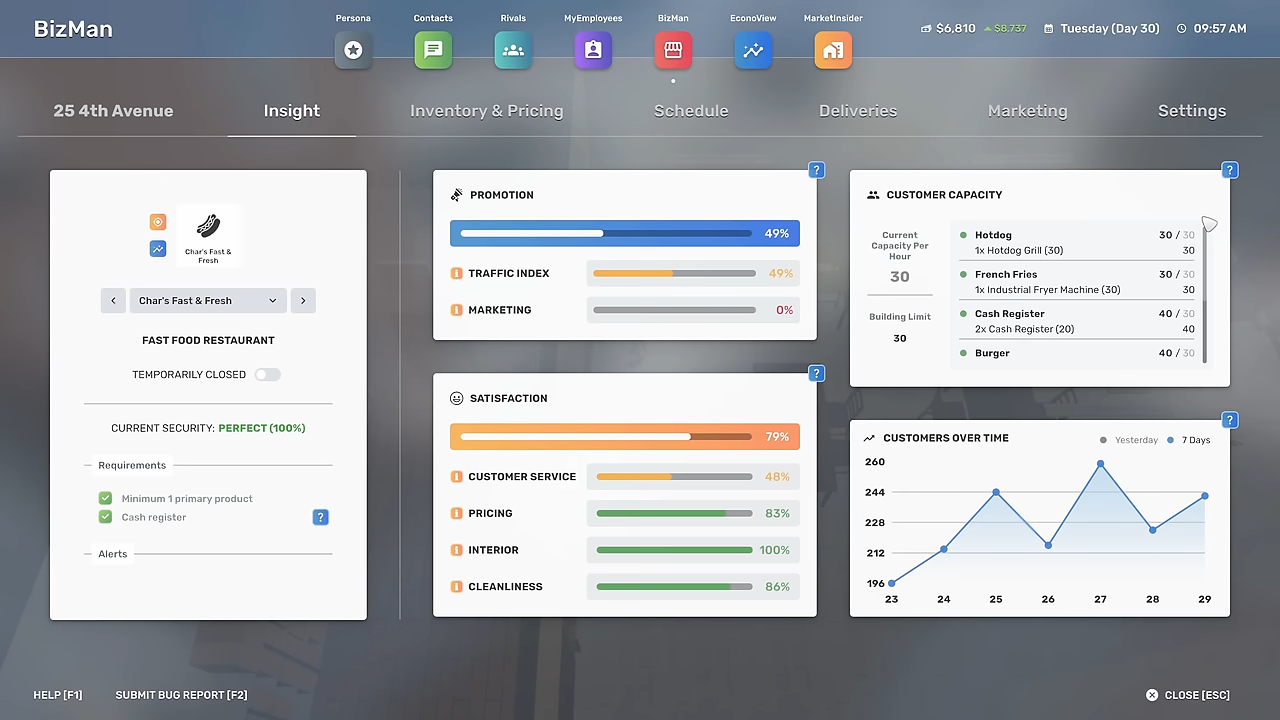 BizMan
Persona
Contacts
Rivals
MyEmployees
BizMan
EconoView
MarketInsider
$6,810
$8,737
Tuesday (Day 30)
09:57 AM
25 4th Avenue
Insight
Inventory & Pricing
Schedule
Deliveries
Marketing
Settings
Char's Fast &
Fresh
Char's Fast & Fresh
FAST FOOD RESTAURANT
TEMPORARILY CLOSED
CURRENT SECURITY: PERFECT (100%)
Requirements
Minimum 1 primary product
Cash register
?
Alerts
?
PROMOTION
49%
TRAFFIC INDEX 49%
MARKETING 0%
?
SATISFACTION
79%
CUSTOMER SERVICE 48%
PRICING 83%
INTERIOR 100%
CLEANLINESS 86%
?
CUSTOMER CAPACITY
Current
Capacity Per
Hour
30
Building Limit
30
Hotdog 30 / 30
1x Hotdog Grill (30) 30
French Fries 30 / 30
1x Industrial Fryer Machine (30) 30
Cash Register 40 / 30
2x Cash Register (20) 40
Burger 40 / 30
?
CUSTOMERS OVER TIME
Yesterday
7 Days
260
244
228
212
196
23 24 25 26 27 28 29
HELP [F1]
SUBMIT BUG REPORT [F2]
CLOSE [ESC]